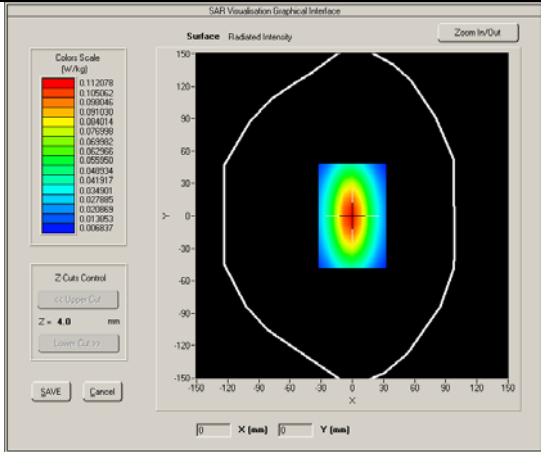 SAR Visualisation Graphical Interface
Surface Radiated Intensity
Zoom In/Out
Colors Scale
(W/kg)
0.112078
0.105062
0.098046
0.091030
0.084014
0.076998
0.069982
0.062966
0.055950
0.048934
0.041917
0.034901
0.027885
0.020869
0.013853
0.006837
Z-Cuts Control
<< Upper Cut
Z = 4.0 mm
Lower Cut >>
SAVE Cancel
150
120
90
60
30
0
-30
-60
-90
-120
-150
Y
-150 -120 -90 -60 -30 0 30 60 90 120 150
X
0 X (mm) 0 Y (mm)